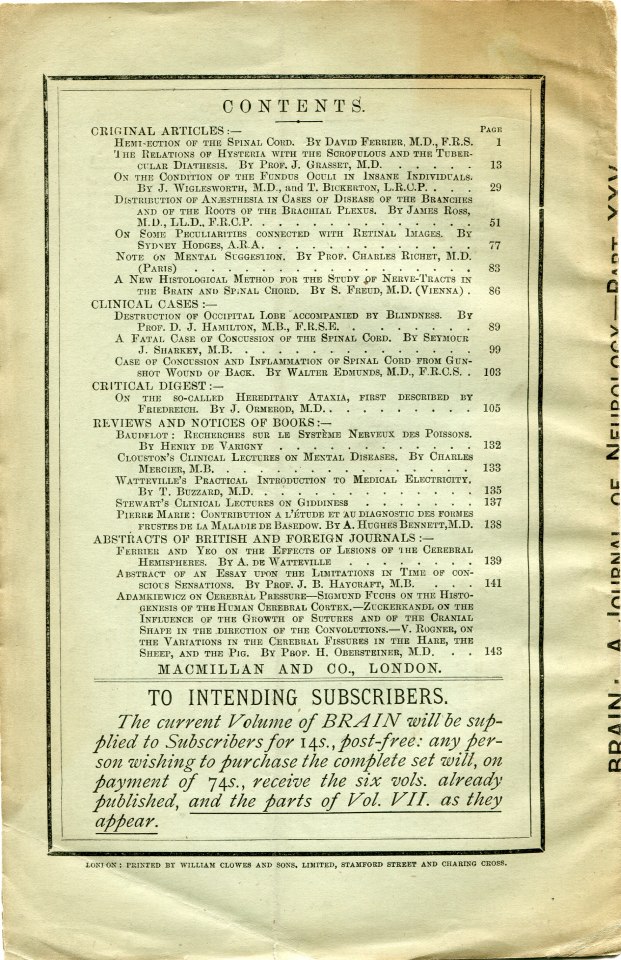 CONTENTS.
PAGE
ORIGINAL ARTICLES :—
HEMI-ECTION OF THE SPINAL CORD. BY DAVID FERRIER, M.D., F.R.S. 1
THE RELATIONS OF HYSTERIA WITH THE SCROFULOUS AND THE TUBER-
CULAR DIATHESIS. BY PROF. J. GRASSET, M.D. . . . . . 13
ON THE CONDITION OF THE FUNDUS OCULI IN INSANE INDIVIDUALS.
BY J. WIGLESWORTH, M.D., and T. BICKERTON, L.R.C.P. . . . 29
DISTRIBUTION OF ANÆSTHESIA IN CASES OF DISEASE OF THE BRANCHES
AND OF THE ROOTS OF THE BRACHIAL PLEXUS. BY JAMES ROSS,
M.D., LL.D., F.R.C.P. . . . . . . . . . . . 51
ON SOME PECULIARITIES CONNECTED WITH RETINAL IMAGES. BY
SYDNEY HODGES, A.R.A. . . . . . . . . . . . 77
NOTE ON MENTAL SUGGESTION. BY PROF. CHARLES RICHET, M.D.
(PARIS) . . . . . . . . . . . . . . . 83
A NEW HISTOLOGICAL METHOD FOR THE STUDY OF NERVE-TRACTS IN
THE BRAIN AND SPINAL CHORD. BY S. FREUD, M.D. (VIENNA) . 86
CLINICAL CASES :—
DESTRUCTION OF OCCIPITAL LOBE ACCOMPANIED BY BLINDNESS. BY
PROF. D. J. HAMILTON, M.B., F.R.S.E. . . . . . . . 89
A FATAL CASE OF CONCUSSION OF THE SPINAL CORD. BY SEYMOUR
J. SHARKEY, M.B. . . . . . . . . . . . . 99
CASE OF CONCUSSION AND INFLAMMATION OF SPINAL CORD FROM GUN-
SHOT WOUND OF BACK. BY WALTER EDMUNDS, M.D., F.R.C.S. . 103
CRITICAL DIGEST :—
ON THE SO-CALLED HEREDITARY ATAXIA, FIRST DESCRIBED BY
FRIEDREICH. BY J. ORMEROD, M.D. . . . . . . . . 105
REVIEWS AND NOTICES OF BOOKS :—
BAUDELOT : RECHERCHES SUR LE SYSTÈME NERVEUX DES POISSONS.
BY HENRY DE VARIGNY . . . . . . . . . . 132
CLOUSTON'S CLINICAL LECTURES ON MENTAL DISEASES. BY CHARLES
MERCIER, M.B. . . . . . . . . . . . . . 133
WATTEVILLE'S PRACTICAL INTRODUCTION TO MEDICAL ELECTRICITY.
BY T. BUZZARD, M.D. . . . . . . . . . . . 135
STEWART'S CLINICAL LECTURES ON GIDDINESS . . . . . . 137
PIERRE MARIE : CONTRIBUTION A L'ÉTUDE ET AU DIAGNOSTIC DES FORMES
FRUSTES DE LA MALADIE DE BASEDOW. BY A. HUGHES BENNETT, M.D. 138
ABSTRACTS OF BRITISH AND FOREIGN JOURNALS :—
FERRIER AND YEO ON THE EFFECTS OF LESIONS OF THE CEREBRAL
HEMISPHERES. BY A. DE WATTEVILLE . . . . . . . 139
ABSTRACT OF AN ESSAY UPON THE LIMITATIONS IN TIME OF CON-
SCIOUS SENSATIONS. BY PROF. J. B. HAYCRAFT, M.B. . . . 141
ADAMKIEWICZ ON CEREBRAL PRESSURE—SIGMUND FUCHS ON THE HISTO-
GENESIS OF THE HUMAN CEREBRAL CORTEX.—ZUCKERKANDL ON THE
INFLUENCE OF THE GROWTH OF SUTURES AND OF THE CRANIAL
SHAPE IN THE DIRECTION OF THE CONVOLUTIONS.—V. ROGNER, ON
THE VARIATIONS IN THE CEREBRAL FISSURES IN THE HARE, THE
SHEEP, AND THE PIG. BY PROF. H. OBERSTEINER, M.D. . . 143
MACMILLAN AND CO., LONDON.
TO INTENDING SUBSCRIBERS.
The current Volume of BRAIN will be sup-
plied to Subscribers for 14s., post-free: any per-
son wishing to purchase the complete set will, on
payment of 74s., receive the six vols. already
published, and the parts of Vol. VII. as they
appear.
LONDON : PRINTED BY WILLIAM CLOWES AND SONS, LIMITED, STAMFORD STREET AND CHARING CROSS.
BRAIN: A JOURNAL OF NEUROLOGY—PART XXV